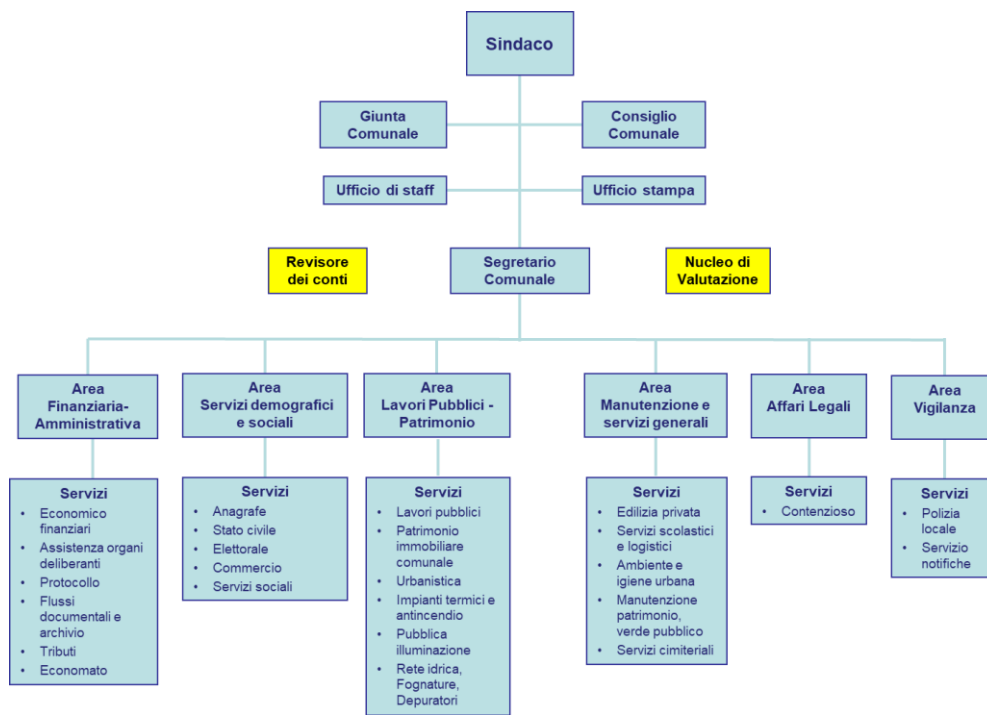 Sindaco
Giunta
Comunale
Consiglio
Comunale
Ufficio di staff
Ufficio stampa
Revisore
dei conti
Segretario
Comunale
Nucleo di
Valutazione
Area
Finanziaria-
Amministrativa
Area
Servizi demografici
e sociali
Area
Lavori Pubblici -
Patrimonio
Area
Manutenzione e
servizi generali
Area
Affari Legali
Area
Vigilanza
Servizi
• Economico
finanziari
• Assistenza organi
deliberanti
• Protocollo
• Flussi
documentali e
archivio
• Tributi
• Economato
Servizi
• Anagrafe
• Stato civile
• Elettorale
• Commercio
• Servizi sociali
Servizi
• Lavori pubblici
• Patrimonio
immobiliare
comunale
• Urbanistica
• Impianti termici e
antincendio
• Pubblica
illuminazione
• Rete idrica,
Fognature,
Depuratori
Servizi
• Edilizia privata
• Servizi scolastici
e logistici
• Ambiente e
igiene urbana
• Manutenzione
patrimonio,
verde pubblico
• Servizi cimiteriali
Servizi
• Contenzioso
Servizi
• Polizia
locale
• Servizio
notifiche